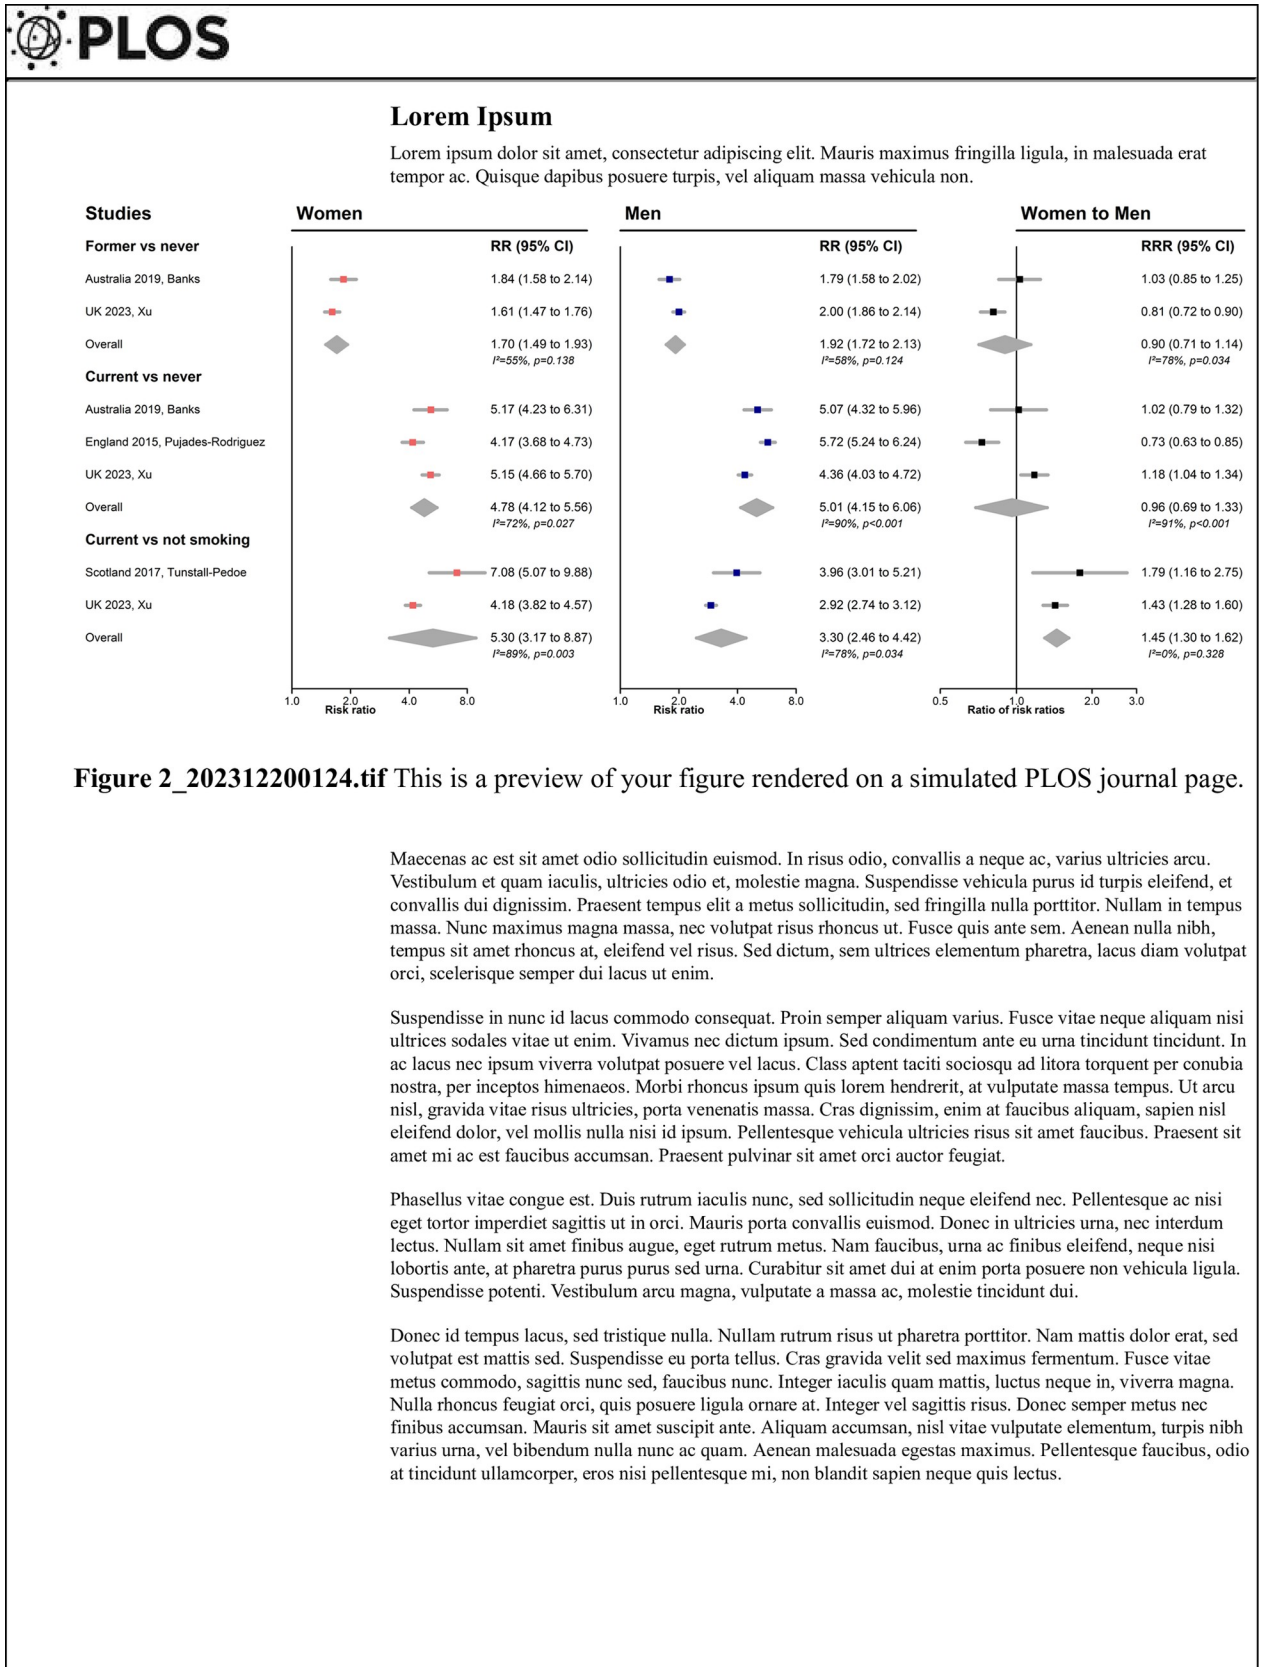 PLOS
Lorem Ipsum
Lorem ipsum dolor sit amet, consectetur adipiscing elit. Mauris maximus fringilla ligula, in malesuada erat
tempor ac. Quisque dapibus posuere turpis, vel aliquam massa vehicula non.
Studies Women Men Women to Men
Former vs never RR (95% CI) RR (95% CI) RRR (95% CI)
Australia 2019, Banks 1.84 (1.58 to 2.14) 1.79 (1.58 to 2.02) 1.03 (0.85 to 1.25)
UK 2023, Xu 1.61 (1.47 to 1.76) 2.00 (1.86 to 2.14) 0.81 (0.72 to 0.90)
Overall 1.70 (1.49 to 1.93) 1.92 (1.72 to 2.13) 0.90 (0.71 to 1.14)
I²=55%, p=0.138 I²=58%, p=0.124 I²=78%, p=0.034
Current vs never
Australia 2019, Banks 5.17 (4.23 to 6.31) 5.07 (4.32 to 5.96) 1.02 (0.79 to 1.32)
England 2015, Pujades-Rodriguez 4.17 (3.68 to 4.73) 5.72 (5.24 to 6.24) 0.73 (0.63 to 0.85)
UK 2023, Xu 5.15 (4.66 to 5.70) 4.36 (4.03 to 4.72) 1.18 (1.04 to 1.34)
Overall 4.78 (4.12 to 5.56) 5.01 (4.15 to 6.06) 0.96 (0.69 to 1.33)
I²=72%, p=0.027 I²=90%, p<0.001 I²=91%, p<0.001
Current vs not smoking
Scotland 2017, Tunstall-Pedoe 7.08 (5.07 to 9.88) 3.96 (3.01 to 5.21) 1.79 (1.16 to 2.75)
UK 2023, Xu 4.18 (3.82 to 4.57) 2.92 (2.74 to 3.12) 1.43 (1.28 to 1.60)
Overall 5.30 (3.17 to 8.87) 3.30 (2.46 to 4.42) 1.45 (1.30 to 1.62)
I²=89%, p=0.003 I²=78%, p=0.034 I²=0%, p=0.328
1.0 2.0 4.0 8.0 1.0 2.0 4.0 8.0 0.5 1.0 2.0 3.0
Risk ratio Risk ratio Ratio of risk ratios
Figure 2_202312200124.tif This is a preview of your figure rendered on a simulated PLOS journal page.
Maecenas ac est sit amet odio sollicitudin euismod. In risus odio, convallis a neque ac, varius ultricies arcu.
Vestibulum et quam iaculis, ultricies odio et, molestie magna. Suspendisse vehicula purus id turpis eleifend, et
convallis dui dignissim. Praesent tempus elit a metus sollicitudin, sed fringilla nulla porttitor. Nullam in tempus
massa. Nunc maximus magna massa, nec volutpat risus rhoncus ut. Fusce quis ante sem. Aenean nulla nibh,
tempus sit amet rhoncus at, eleifend vel risus. Sed dictum, sem ultrices elementum pharetra, lacus diam volutpat
orci, scelerisque semper dui lacus ut enim.
Suspendisse in nunc id lacus commodo consequat. Proin semper aliquam varius. Fusce vitae neque aliquam nisi
ultrices sodales vitae ut enim. Vivamus nec dictum ipsum. Sed condimentum ante eu urna tincidunt tincidunt. In
ac lacus nec ipsum viverra volutpat posuere vel lacus. Class aptent taciti sociosqu ad litora torquent per conubia
nostra, per inceptos himenaeos. Morbi rhoncus ipsum quis lorem hendrerit, at vulputate massa tempus. Ut arcu
nisl, gravida vitae risus ultricies, porta venenatis massa. Cras dignissim, enim at faucibus aliquam, sapien nisl
eleifend dolor, vel mollis nulla nisi id ipsum. Pellentesque vehicula ultricies risus sit amet faucibus. Praesent sit
amet mi ac est faucibus accumsan. Praesent pulvinar sit amet orci auctor feugiat.
Phasellus vitae congue est. Duis rutrum iaculis nunc, sed sollicitudin neque eleifend nec. Pellentesque ac nisi
eget tortor imperdiet sagittis ut in orci. Mauris porta convallis euismod. Donec in ultricies urna, nec interdum
lectus. Nullam sit amet finibus augue, eget rutrum metus. Nam faucibus, urna ac finibus eleifend, neque nisi
lobortis ante, at pharetra purus purus sed urna. Curabitur sit amet dui at enim porta posuere non vehicula ligula.
Suspendisse potenti. Vestibulum arcu magna, vulputate a massa ac, molestie tincidunt dui.
Donec id tempus lacus, sed tristique nulla. Nullam rutrum risus ut pharetra porttitor. Nam mattis dolor erat, sed
volutpat est mattis sed. Suspendisse eu porta tellus. Cras gravida velit sed maximus fermentum. Fusce vitae
metus commodo, sagittis nunc sed, faucibus nunc. Integer iaculis quam mattis, luctus neque in, viverra magna.
Nulla rhoncus feugiat orci, quis posuere ligula ornare at. Integer vel sagittis risus. Donec semper metus nec
finibus accumsan. Mauris sit amet suscipit ante. Aliquam accumsan, nisl vitae vulputate elementum, turpis nibh
varius urna, vel bibendum nulla nunc ac quam. Aenean malesuada egestas maximus. Pellentesque faucibus, odio
at tincidunt ullamcorper, eros nisi pellentesque mi, non blandit sapien neque quis lectus.